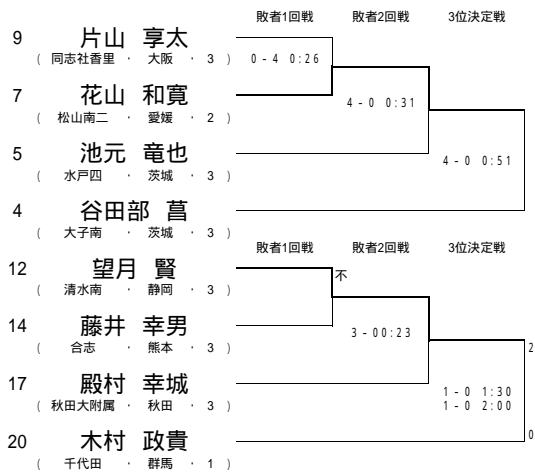 敗者1回戦 敗者2回戦 3位決定戦
9 片山 享太
( 同志社香里 ・ 大阪 ・ 3 )
0-4 0:26
7 花山 和寛
( 松山南二 ・ 愛媛 ・ 2 )
4-0 0:31
5 池元 竜也
( 水戸四 ・ 茨城 ・ 3 )
4-0 0:51
4 谷田部 菖
( 大子南 ・ 茨城 ・ 3 )
敗者1回戦 敗者2回戦 3位決定戦
12 望月 賢
( 清水南 ・ 静岡 ・ 3 )
不
14 藤井 幸男
( 合志 ・ 熊本 ・ 3 )
3-00:23
2
17 殿村 幸城
( 秋田大附属 ・ 秋田 ・ 3 )
1-0 1:30
1-0 2:00
20 木村 政貴
( 千代田 ・ 群馬 ・ 1 )
0